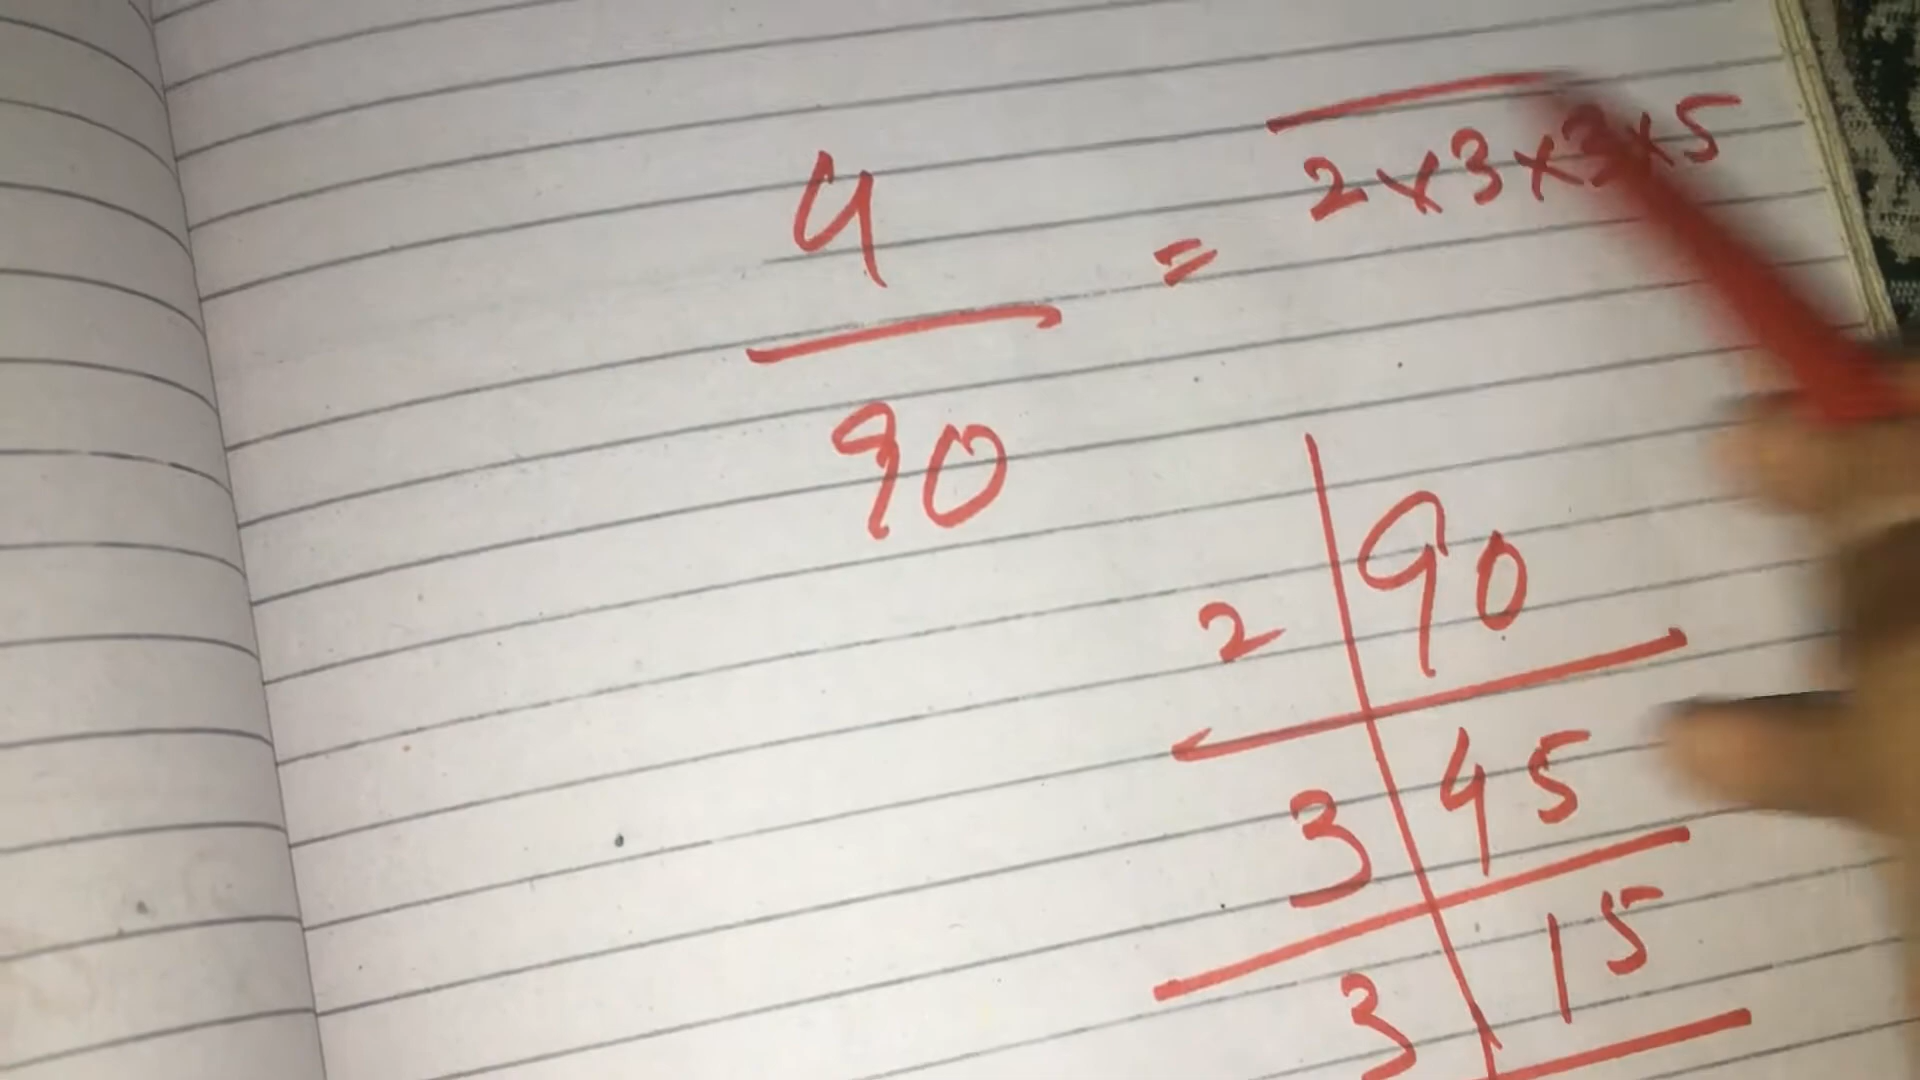 4
90
=
2 x 3 x 3 x 5
2 | 90
3 | 45
3 | 15